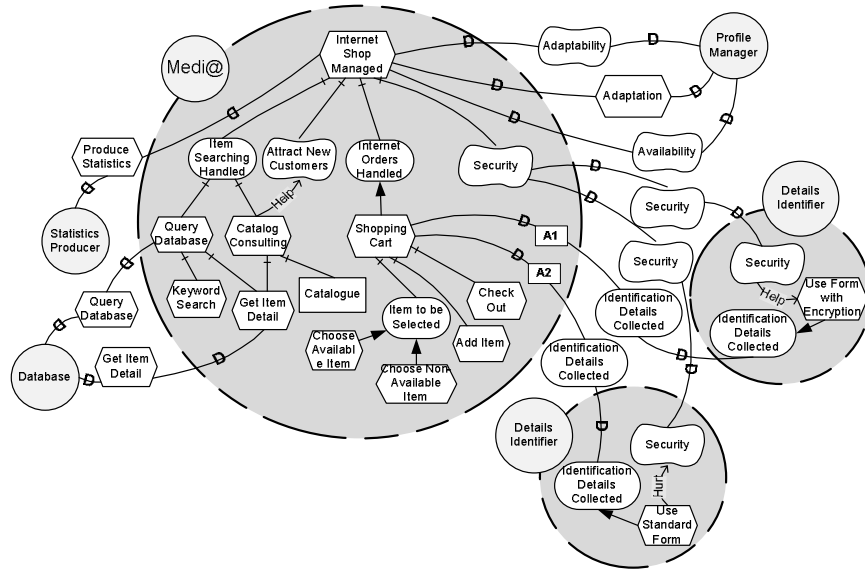 Internet
Shop
Managed
D
Adaptability
D
Profile
Manager
Medi@
D
Adaptation
D
D
D
Availability
D
Produce
Statistics
Item
Searching
Handled
Attract New
Customers
Internet
Orders
Handled
Security
D
D
Security
D
Details
Identifier
D
Statistics
Producer
Help
Query
Database
Catalog
Consulting
Shopping
Cart
D
A1
D
A2
Security
Security
Help
Use Form
with
Encryption
D
Query
Database
D
Keyword
Search
Get Item
Detail
Catalogue
Item to be
Selected
Check
Out
Add Item
Identification
Details
Collected
Identification
Details
Collected
Choose
Availabl
e Item
Choose Non
Available
Item
Identification
Details
Collected
D
D
Database
D
Get Item
Detail
D
Details
Identifier
D
Security
Identification
Details
Collected
Hurt
Use
Standard
Form